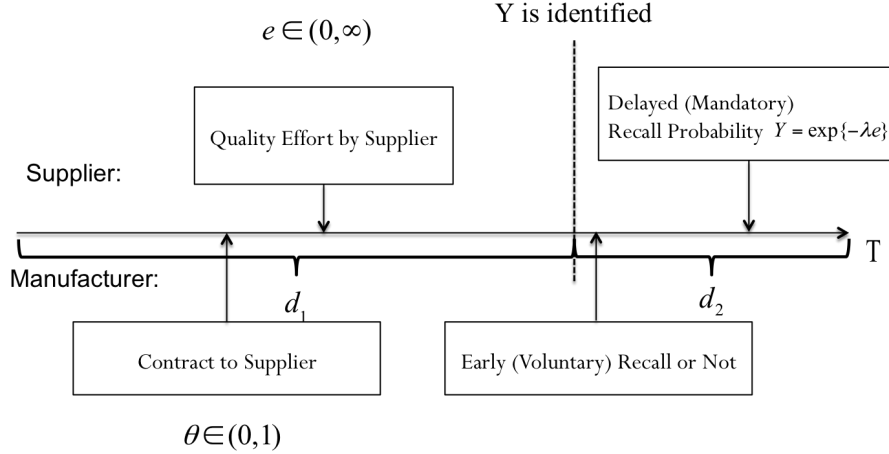 Y is identified
e ∈ (0,∞)
Delayed (Mandatory)
Recall Probability Y = exp{−λe}
Quality Effort by Supplier
Supplier:
T
Manufacturer:
d₁
d₂
Contract to Supplier
Early (Voluntary) Recall or Not
θ ∈ (0,1)